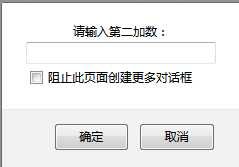 请输入第二加数：
阻止此页面创建更多对话框
确定 取消